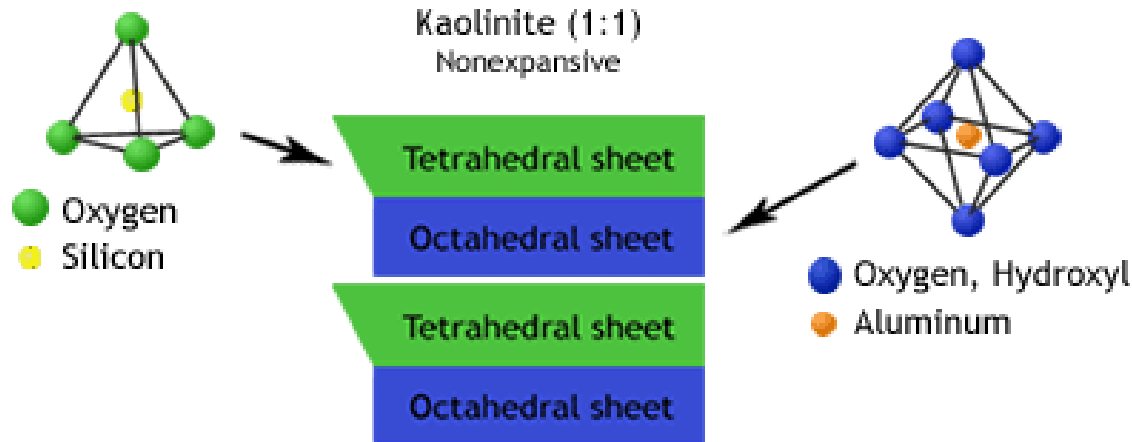 Kaolinite (1:1)
Nonexpansive
Tetrahedral sheet
Octahedral sheet
Tetrahedral sheet
Octahedral sheet
Oxygen
Silicon
Oxygen, Hydroxyl
Aluminum